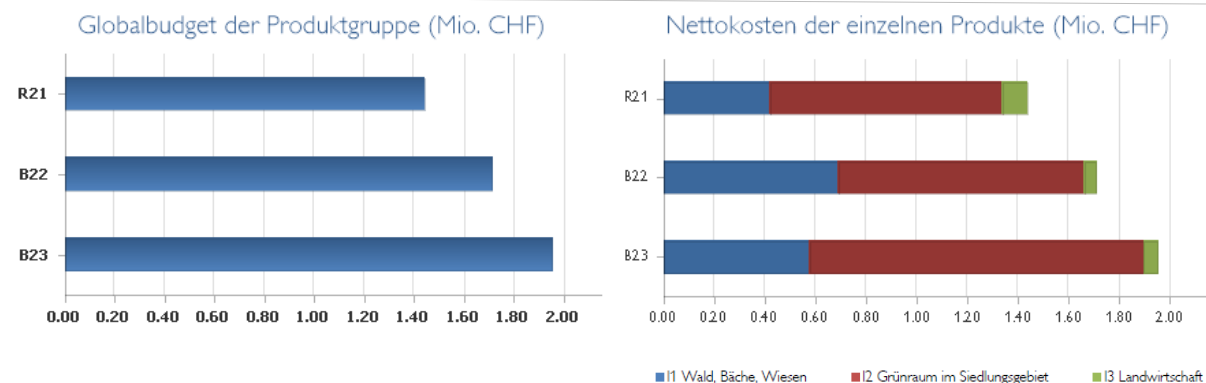 Globalbudget der Produktgruppe (Mio. CHF)
R21
B22
B23
0.00 0.20 0.40 0.60 0.80 1.00 1.20 1.40 1.60 1.80 2.00
Nettokosten der einzelnen Produkte (Mio. CHF)
R21
B22
B23
0.00 0.20 0.40 0.60 0.80 1.00 1.20 1.40 1.60 1.80 2.00
I1 Wald, Bäche, Wiesen I2 Grünraum im Siedlungsgebiet I3 Landwirtschaft